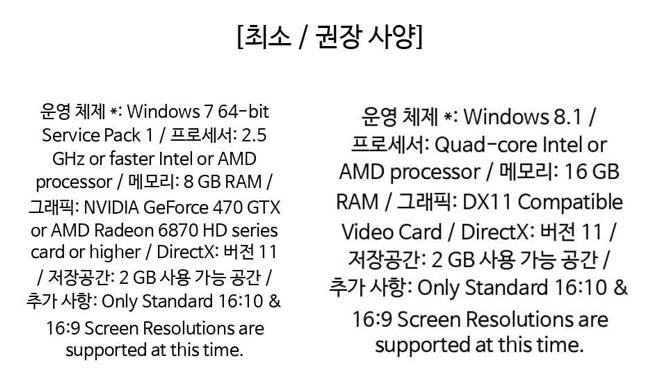 [최소 / 권장 사양]
운영 체제 *: Windows 7 64-bit
Service Pack 1 / 프로세서: 2.5
GHz or faster Intel or AMD
processor / 메모리: 8 GB RAM /
그래픽: NVIDIA GeForce 470 GTX
or AMD Radeon 6870 HD series
card or higher / DirectX: 버전 11
/ 저장공간: 2 GB 사용 가능 공간 /
추가 사항: Only Standard 16:10 &
16:9 Screen Resolutions are
supported at this time.
운영 체제 *: Windows 8.1 /
프로세서: Quad-core Intel or
AMD processor / 메모리: 16 GB
RAM / 그래픽: DX11 Compatible
Video Card / DirectX: 버전 11 /
저장공간: 2 GB 사용 가능 공간 /
추가 사항: Only Standard 16:10 &
16:9 Screen Resolutions are
supported at this time.